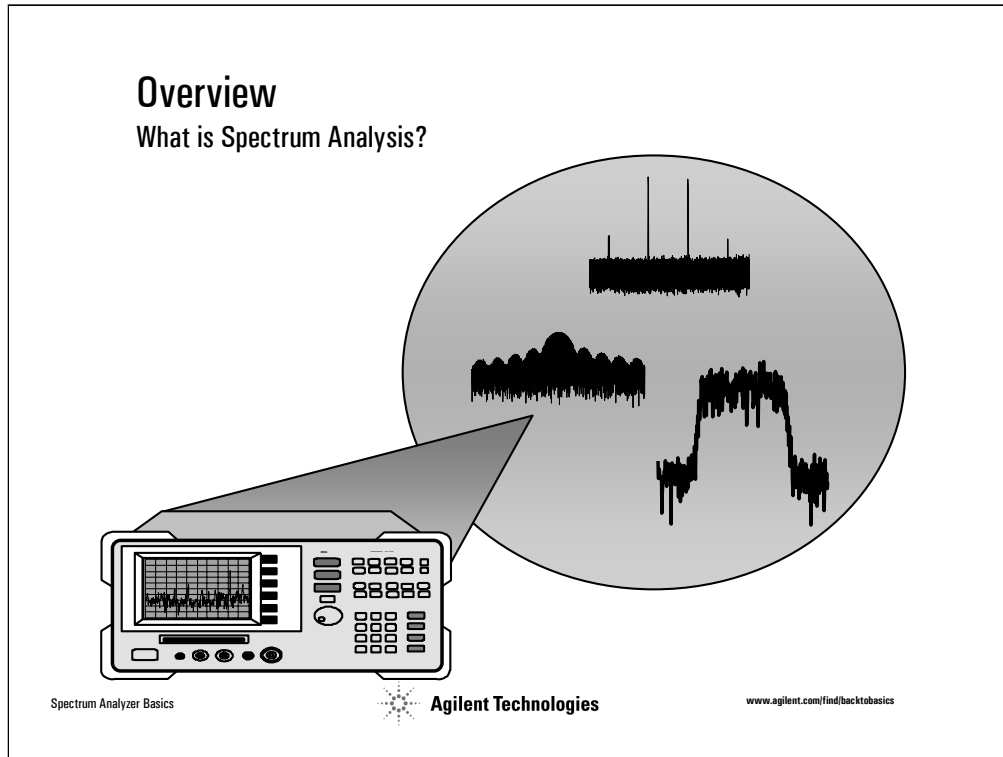 Overview
What is Spectrum Analysis?
Spectrum Analyzer Basics
Agilent Technologies
www.agilent.com/find/backtobasics